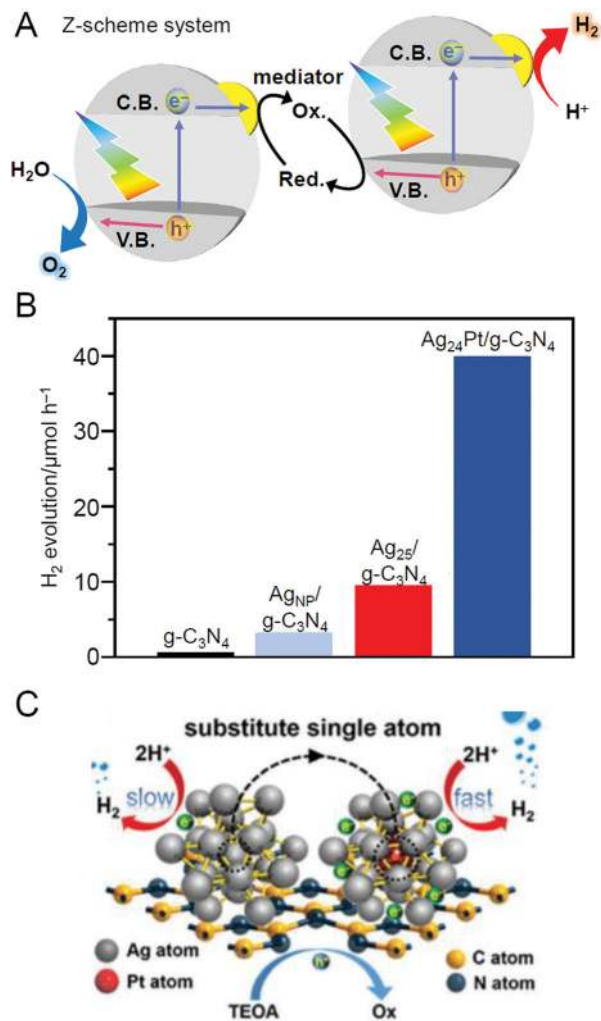 A
Z-scheme system
C.B.
e⁻
mediator
Ox.
Red.
H₂O
O₂
V.B.
h⁺
C.B.
e⁻
H₂
H⁺
V.B.
h⁺
B
H₂ evolution/μmol h⁻¹
40
30
20
10
0
g-C₃N₄
Ag_NP/
g-C₃N₄
Ag₂₅/
g-C₃N₄
Ag₂₄Pt/g-C₃N₄
C
substitute single atom
2H⁺
slow
H₂
2H⁺
fast
H₂
Ag atom
Pt atom
TEOA
Ox
C atom
N atom